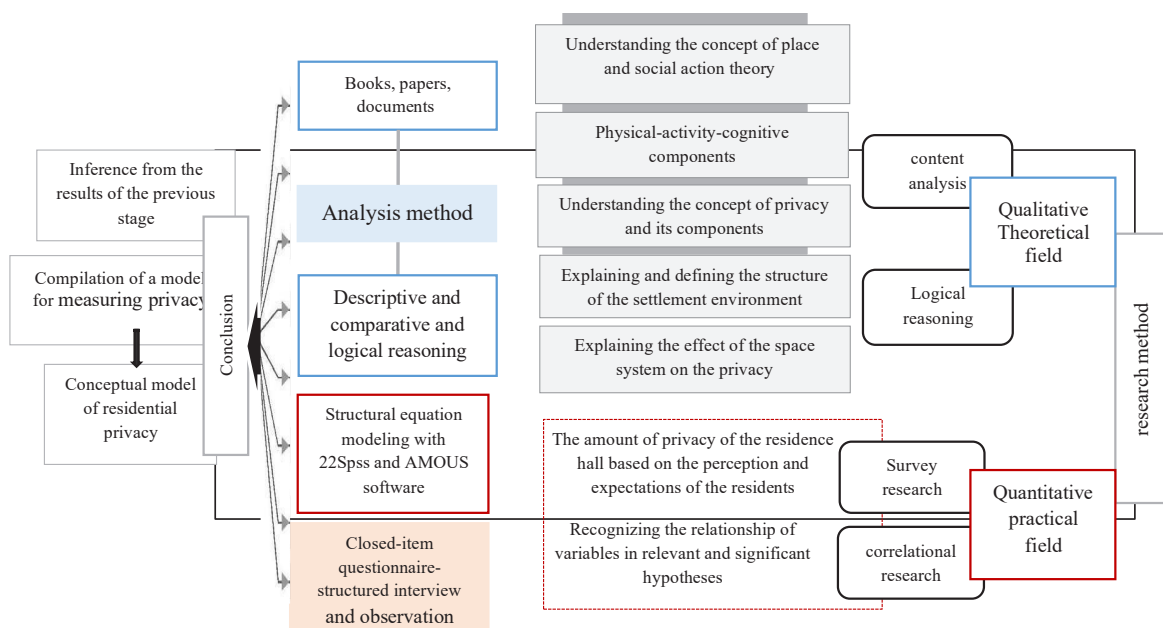 Understanding the concept of place
and social action theory
Books, papers,
documents
Physical-activity-cognitive
components
content
analysis
Inference from the
results of the previous
stage
Analysis method
Understanding the concept of privacy
and its components
Qualitative
Theoretical
field
Compilation of a model
for measuring privacy
Conclusion
Descriptive and
comparative and
logical reasoning
Explaining and defining the structure
of the settlement environment
Logical
reasoning
research method
Explaining the effect of the space
system on the privacy
Conceptual model
of residential
privacy
Structural equation
modeling with
22Spss and AMOUS
software
The amount of privacy of the residence
hall based on the perception and
expectations of the residents
Survey
research
Quantitative
practical
field
Recognizing the relationship of
variables in relevant and significant
hypotheses
correlational
research
Closed-item
questionnaire-
structured interview
and observation